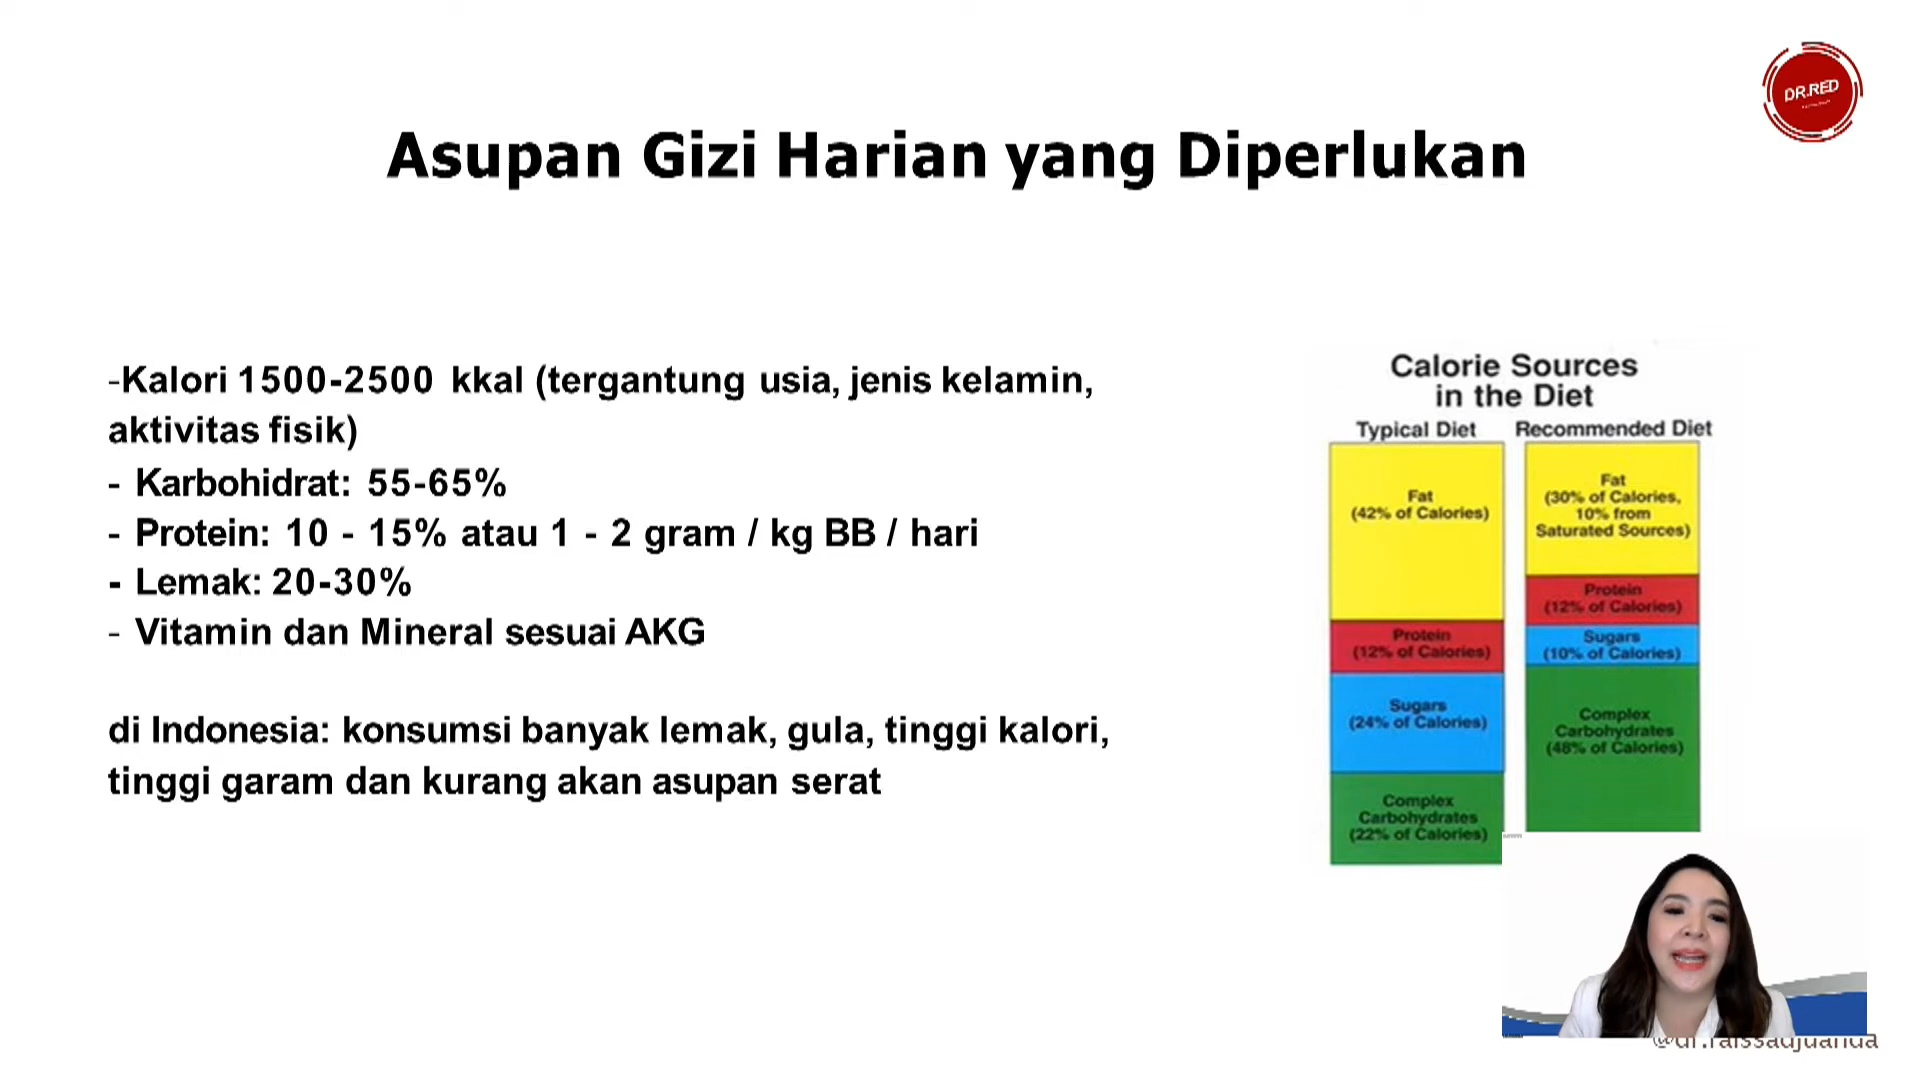 DR.RED
Asupan Gizi Harian yang Diperlukan
-Kalori 1500-2500 kkal (tergantung usia, jenis kelamin,
aktivitas fisik)
- Karbohidrat: 55-65%
- Protein: 10 - 15% atau 1 - 2 gram / kg BB / hari
- Lemak: 20-30%
- Vitamin dan Mineral sesuai AKG
di Indonesia: konsumsi banyak lemak, gula, tinggi kalori,
tinggi garam dan kurang akan asupan serat
Calorie Sources
in the Diet
Typical Diet
Fat
(42% of Calories)
Protein
(12% of Calories)
Sugars
(24% of Calories)
Complex
Carbohydrates
(22% of Calories)
Recommended Diet
Fat
(30% of Calories,
10% from
Saturated Sources)
Protein
(12% of Calories)
Sugars
(10% of Calories)
Complex
Carbohydrates
(48% of Calories)
@dr.raissadjuanda